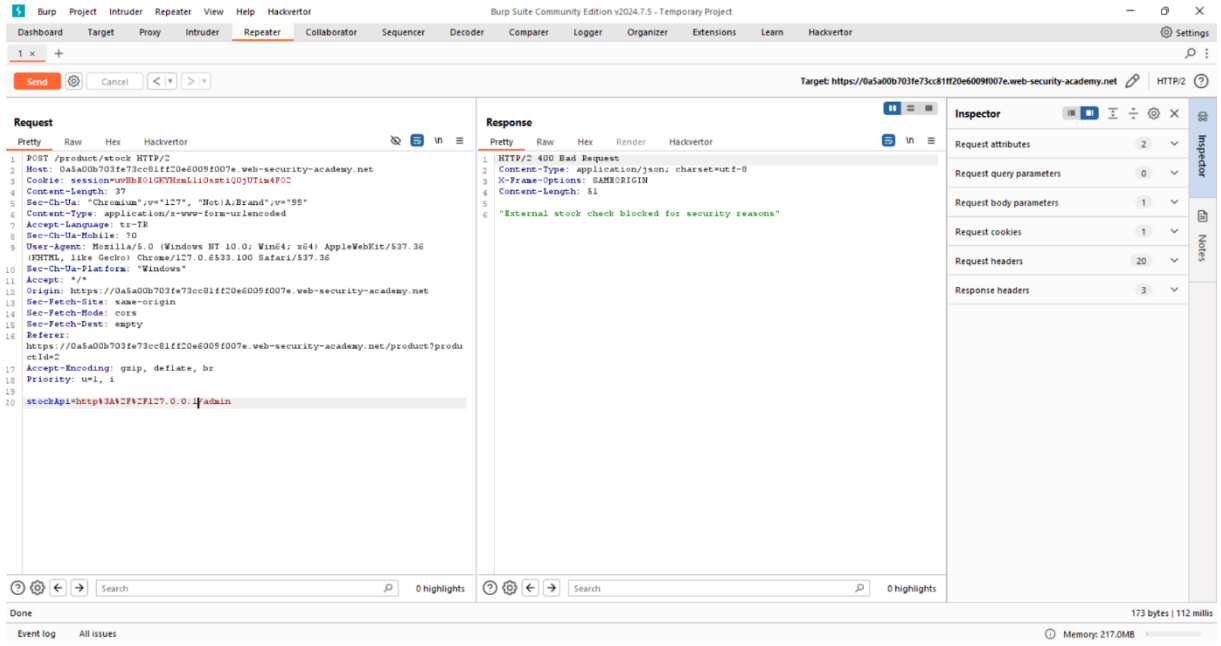 Burp Project Intruder Repeater View Help Hackvertor Burp Suite Community Edition v2024.7.5 - Temporary Project
Dashboard Target Proxy Intruder Repeater Collaborator Sequencer Decoder Comparer Logger Organizer Extensions Learn Hackvertor Settings
1 × +
Send Cancel < > Target: https://0a5a00b703fe73cc81ff20e6009f007e.web-security-academy.net HTTP/2
Request
Pretty Raw Hex Hackvertor \n
1 POST /product/stock HTTP/2
2 Host: 0a5a00b703fe73cc81ff20e6009f007e.web-security-academy.net
3 Cookie:
4 Content-Length: 37
5 Sec-Ch-Ua: "Chromium";v="127", "Not)A;Brand";v="99"
6 Content-Type: application/x-www-form-urlencoded
7 Accept-Language: tr-TR
8 Sec-Ch-Ua-Mobile: ?0
9 User-Agent: Mozilla/5.0 (Windows NT 10.0; Win64; x64) AppleWebKit/537.36
(KHTML, like Gecko) Chrome/127.0.6533.100 Safari/537.36
10 Sec-Ch-Ua-Platform: "Windows"
11 Accept: */*
12 Origin: https://0a5a00b703fe73cc81ff20e6009f007e.web-security-academy.net
13 Sec-Fetch-Site: same-origin
14 Sec-Fetch-Mode: cors
15 Sec-Fetch-Dest: empty
16 Referer:
https://0a5a00b703fe73cc81ff20e6009f007e.web-security-academy.net/product?produ
ctId=2
17 Accept-Encoding: gzip, deflate, br
18 Priority: u=1, i
19
20 stockApi=http%3A%2F%2F127.0.0.1/admin
Search 0 highlights
Response
Pretty Raw Hex Render Hackvertor \n
1 HTTP/2 400 Bad Request
2 Content-Type: application/json; charset=utf-8
3 X-Frame-Options: SAMEORIGIN
4 Content-Length: 51
5
6 "External stock check blocked for security reasons"
Search 0 highlights
Inspector
Request attributes 2
Request query parameters 0
Request body parameters 1
Request cookies 1
Request headers 20
Response headers 3
Inspector
Notes
Done 173 bytes | 112 millis
Event log All issues Memory: 217.0MB